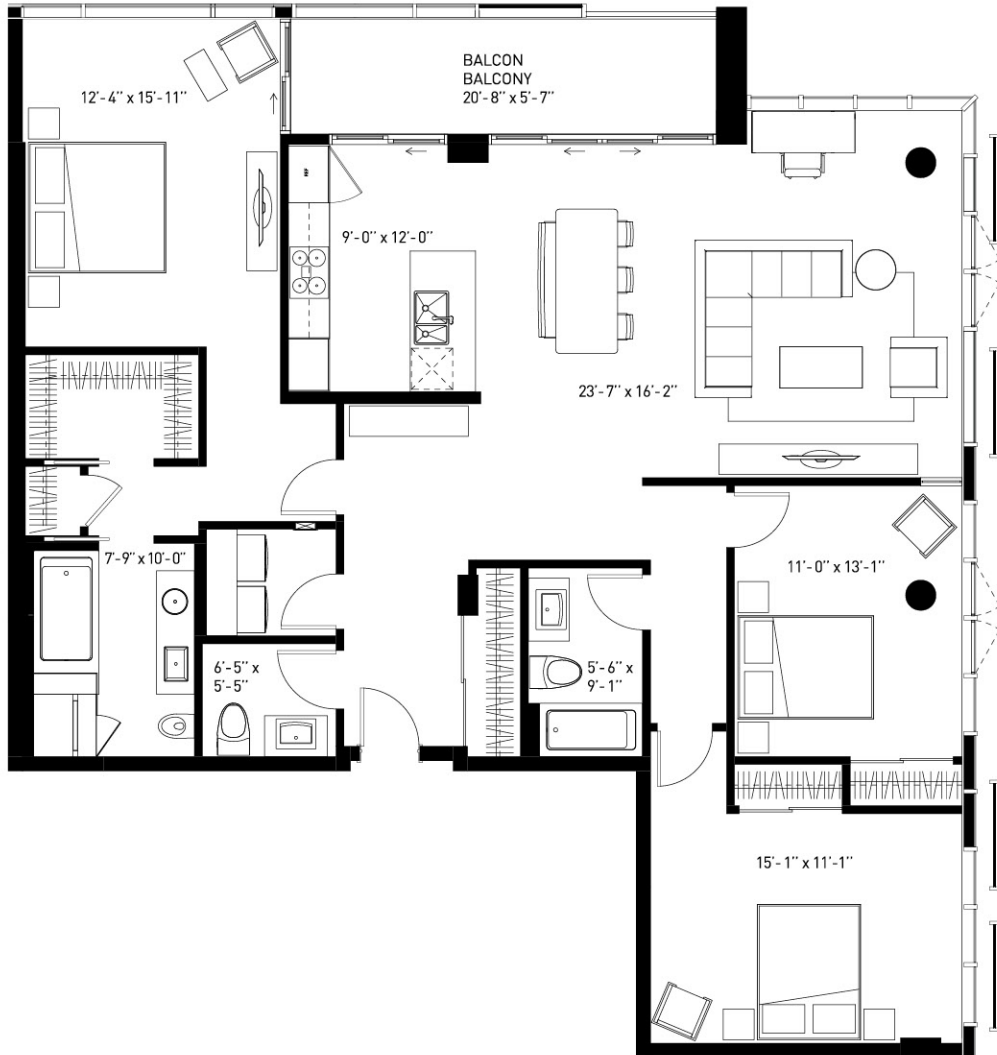 BALCON
BALCONY
20'-8" x 5'-7"
12'-4" x 15'-11"
REF
9'-0" x 12'-0"
23'-7" x 16'-2"
7'-9" x 10'-0"
11'-0" x 13'-1"
6'-5" x
5'-5"
5'-6" x
9'-1"
15'-1" x 11'-1"